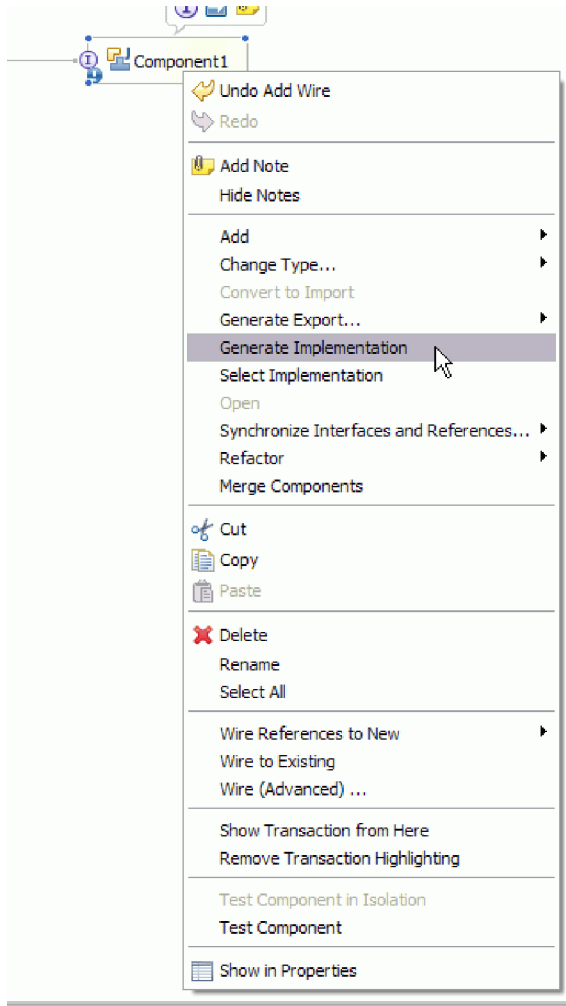 I
I
Component1
Undo Add Wire
Redo
Add Note
Hide Notes
Add
Change Type...
Convert to Import
Generate Export...
Generate Implementation
Select Implementation
Open
Synchronize Interfaces and References...
Refactor
Merge Components
Cut
Copy
Paste
Delete
Rename
Select All
Wire References to New
Wire to Existing
Wire (Advanced) ...
Show Transaction from Here
Remove Transaction Highlighting
Test Component in Isolation
Test Component
Show in Properties